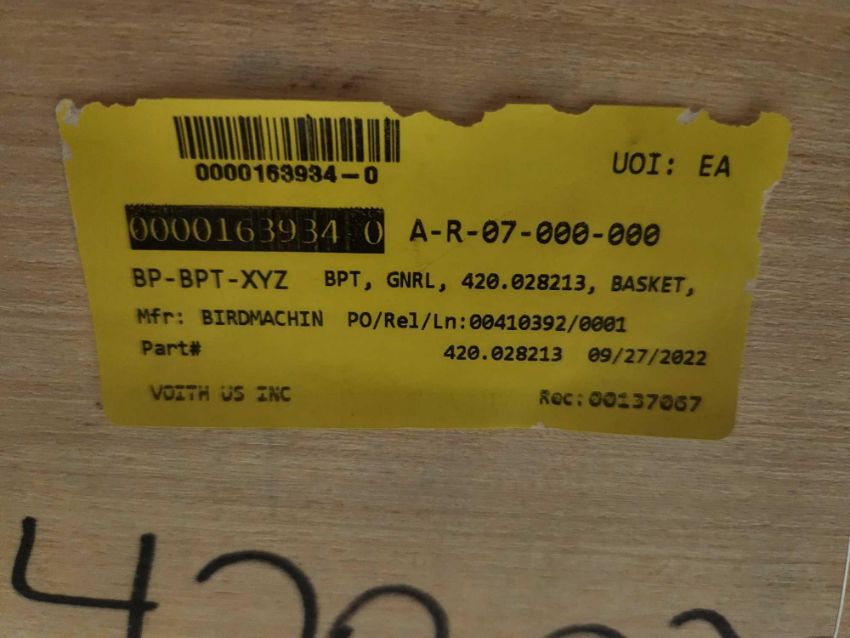 0000163934-0
UOI: EA
0000163934 0 A-R-07-000-000
BP-BPT-XYZ BPT, GNRL, 420.028213, BASKET,
Mfr: BIRDMACHIN PO/Rel/Ln:00410392/0001
Part# 420.028213 09/27/2022
VOITH US INC Rec:00137067